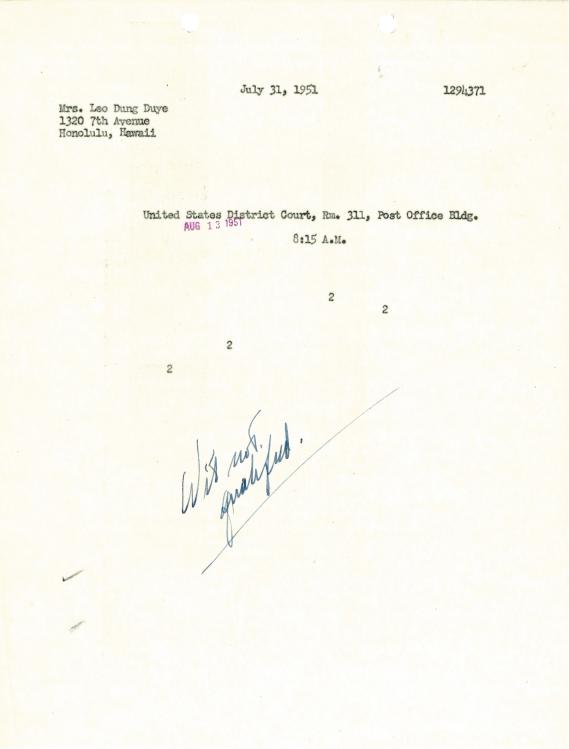 July 31, 1951 1294371
Mrs. Leo Dung Duye
1320 7th Avenue
Honolulu, Hawaii
United States District Court, Rm. 311, Post Office Bldg.
AUG 13 1951
8:15 A.M.
2
2
2
2
Wit not
qualified.